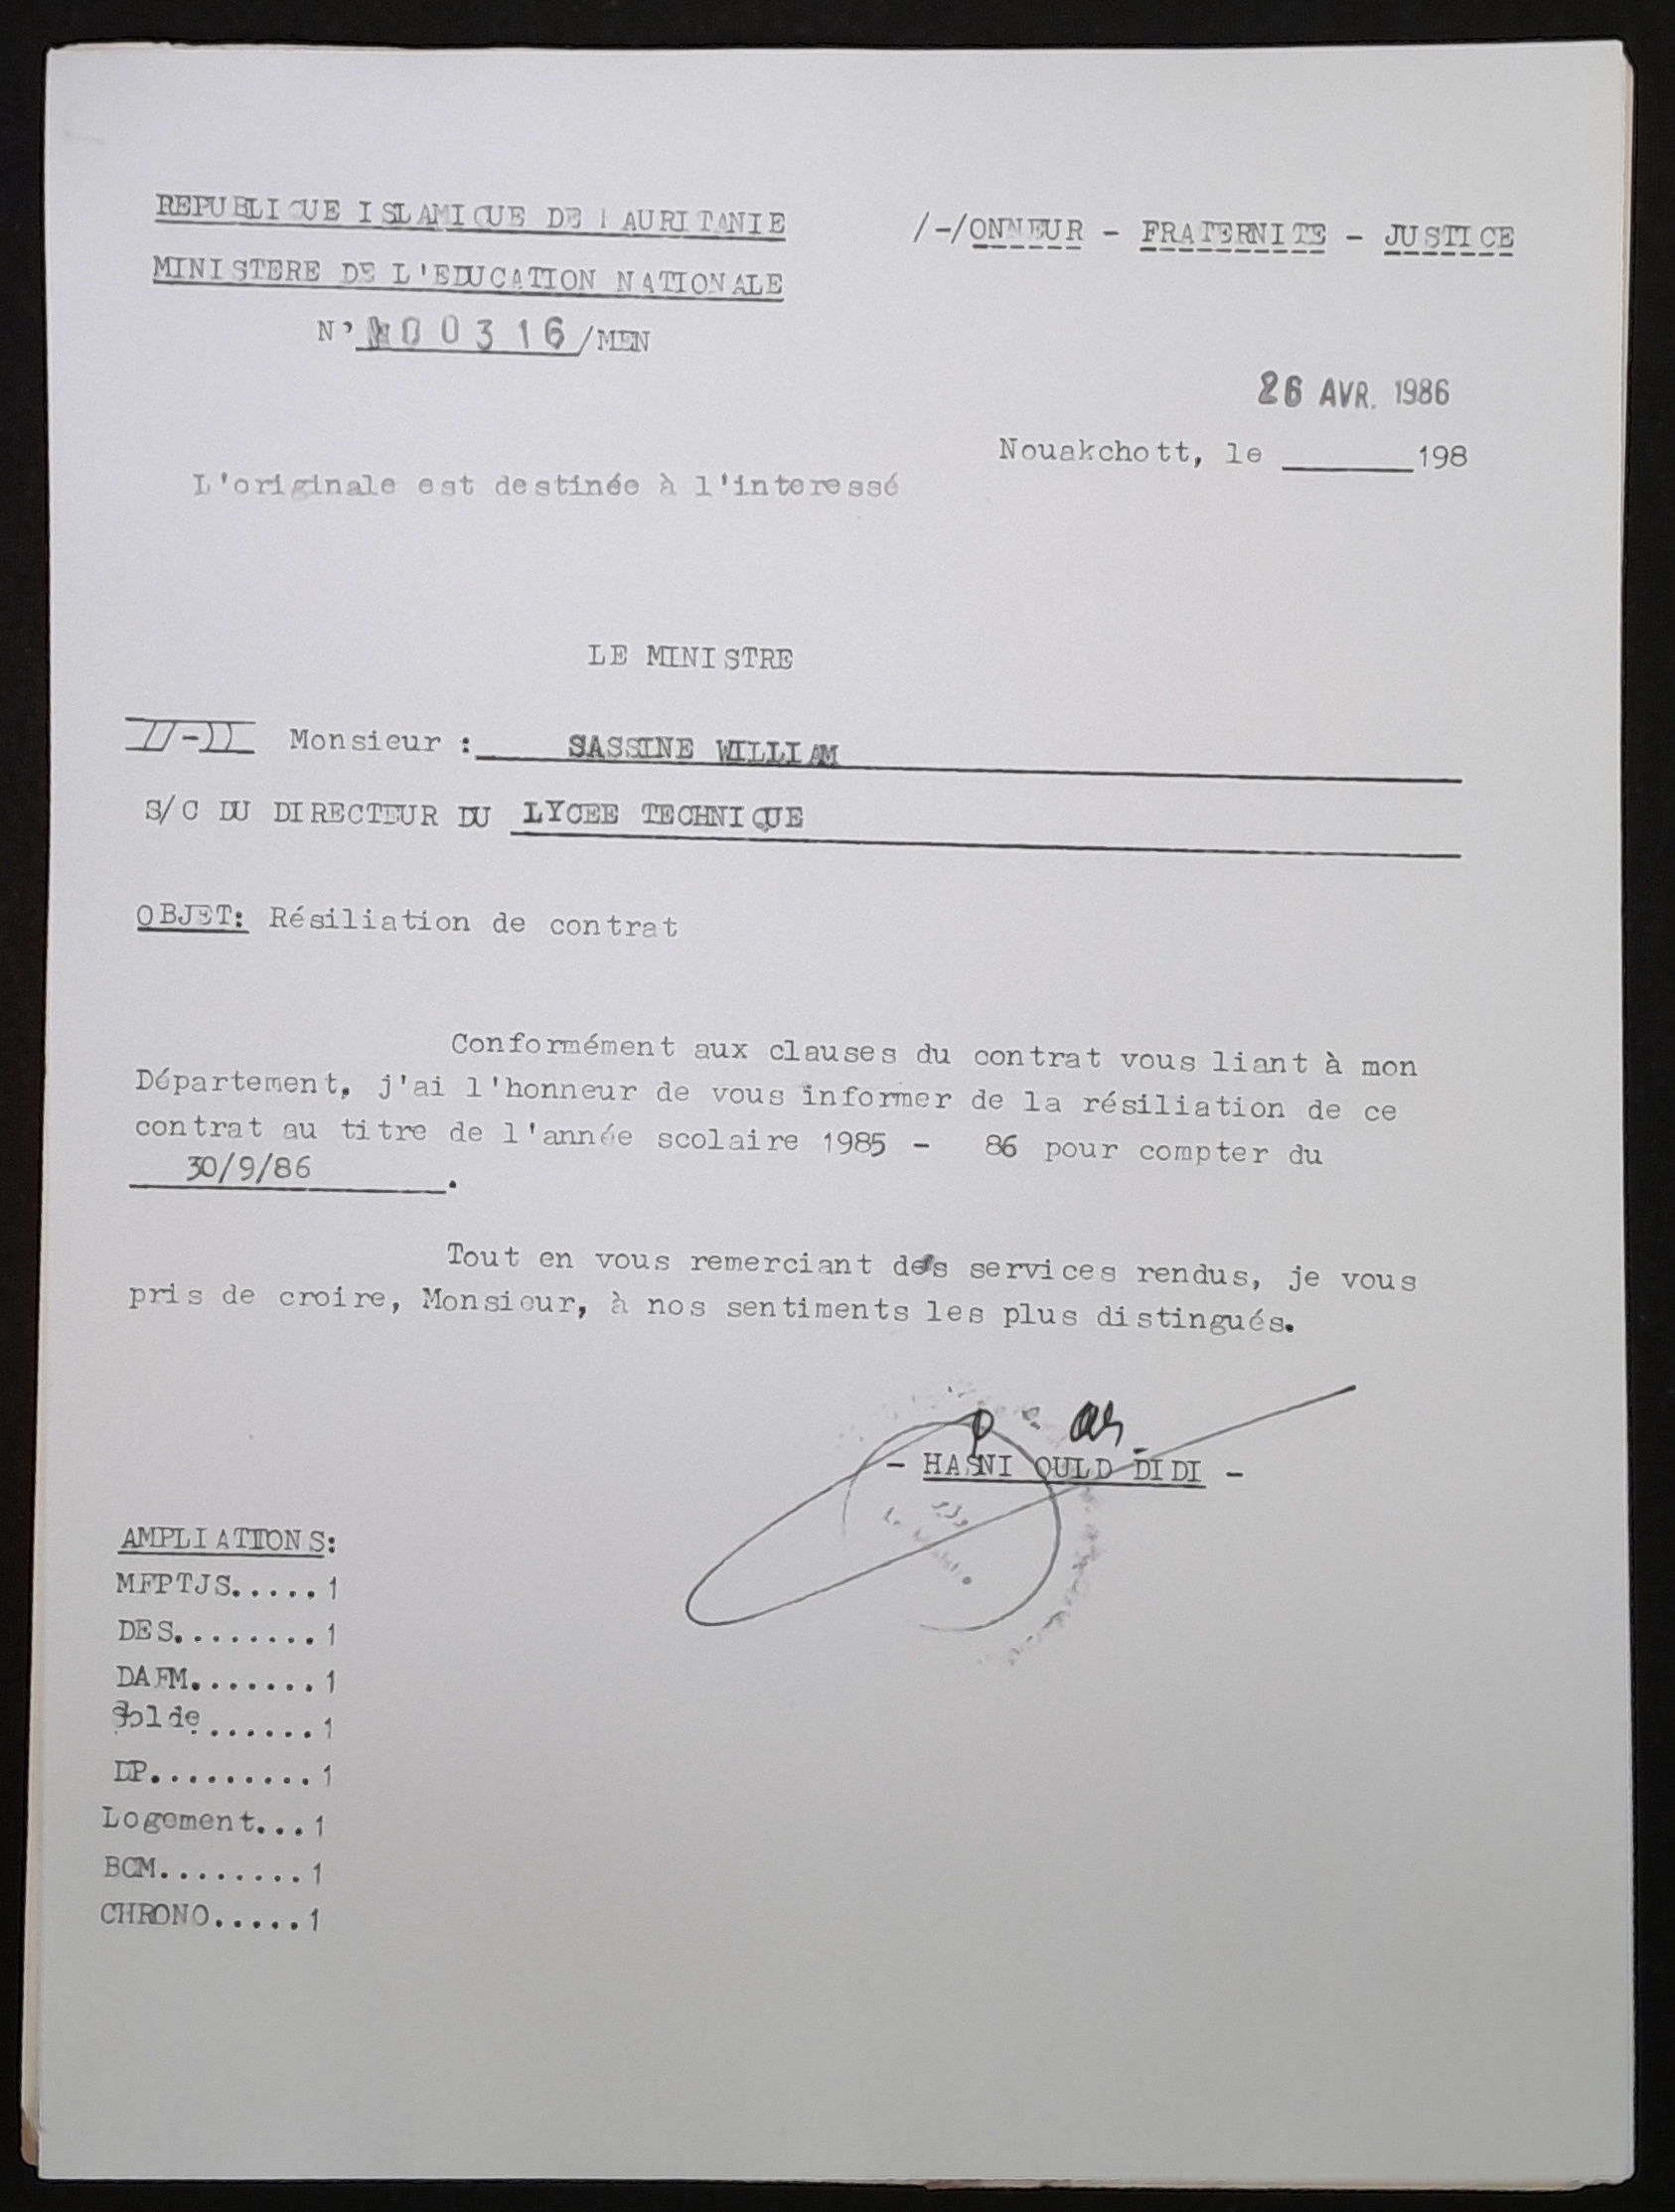 REPUBLIQUE ISLAMIQUE DE MAURITANIE
/-/ONNEUR - FRATERNITE - JUSTICE
MINISTERE DE L'EDUCATION NATIONALE
N° 00316/MEN
26 AVR. 1986
Nouakchott, le ______198
L'originale est destinée à l'interessé
LE MINISTRE
Monsieur : SASSINE WILLIAM
S/C DU DIRECTEUR DU LYCEE TECHNIQUE
OBJET: Résiliation de contrat
Conformément aux clauses du contrat vous liant à mon
Département, j'ai l'honneur de vous informer de la résiliation de ce
contrat au titre de l'année scolaire 1985 - 86 pour compter du
30/9/86.
Tout en vous remerciant des services rendus, je vous
pris de croire, Monsieur, à nos sentiments les plus distingués.
- HASNI OULD DIDI -
AMPLIATIONS:
MFPTJS.....1
DES........1
DAFM.......1
Solde......1
DP.........1
Logement...1
BCM........1
CHRONO.....1